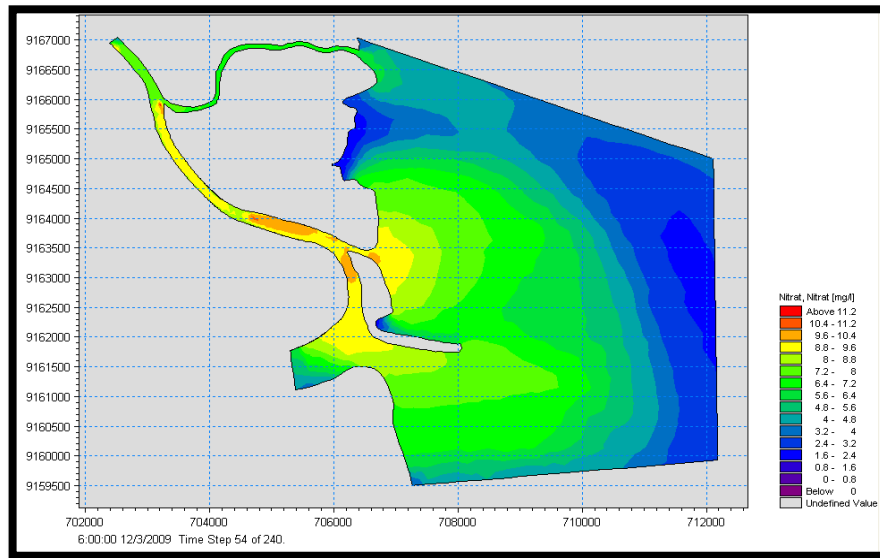 9167000
9166500
9166000
9165500
9165000
9164500
9164000
9163500
9163000
9162500
9162000
9161500
9161000
9160500
9160000
9159500
702000 704000 706000 708000 710000 712000
6:00:00 12/3/2009 Time Step 54 of 240.
Nitrat, Nitrat [mg/l]
Above 11.2
10.4 - 11.2
9.6 - 10.4
8.8 - 9.6
8 - 8.8
7.2 - 8
6.4 - 7.2
5.6 - 6.4
4.8 - 5.6
4 - 4.8
3.2 - 4
2.4 - 3.2
1.6 - 2.4
0.8 - 1.6
0 - 0.8
Below 0
Undefined Value